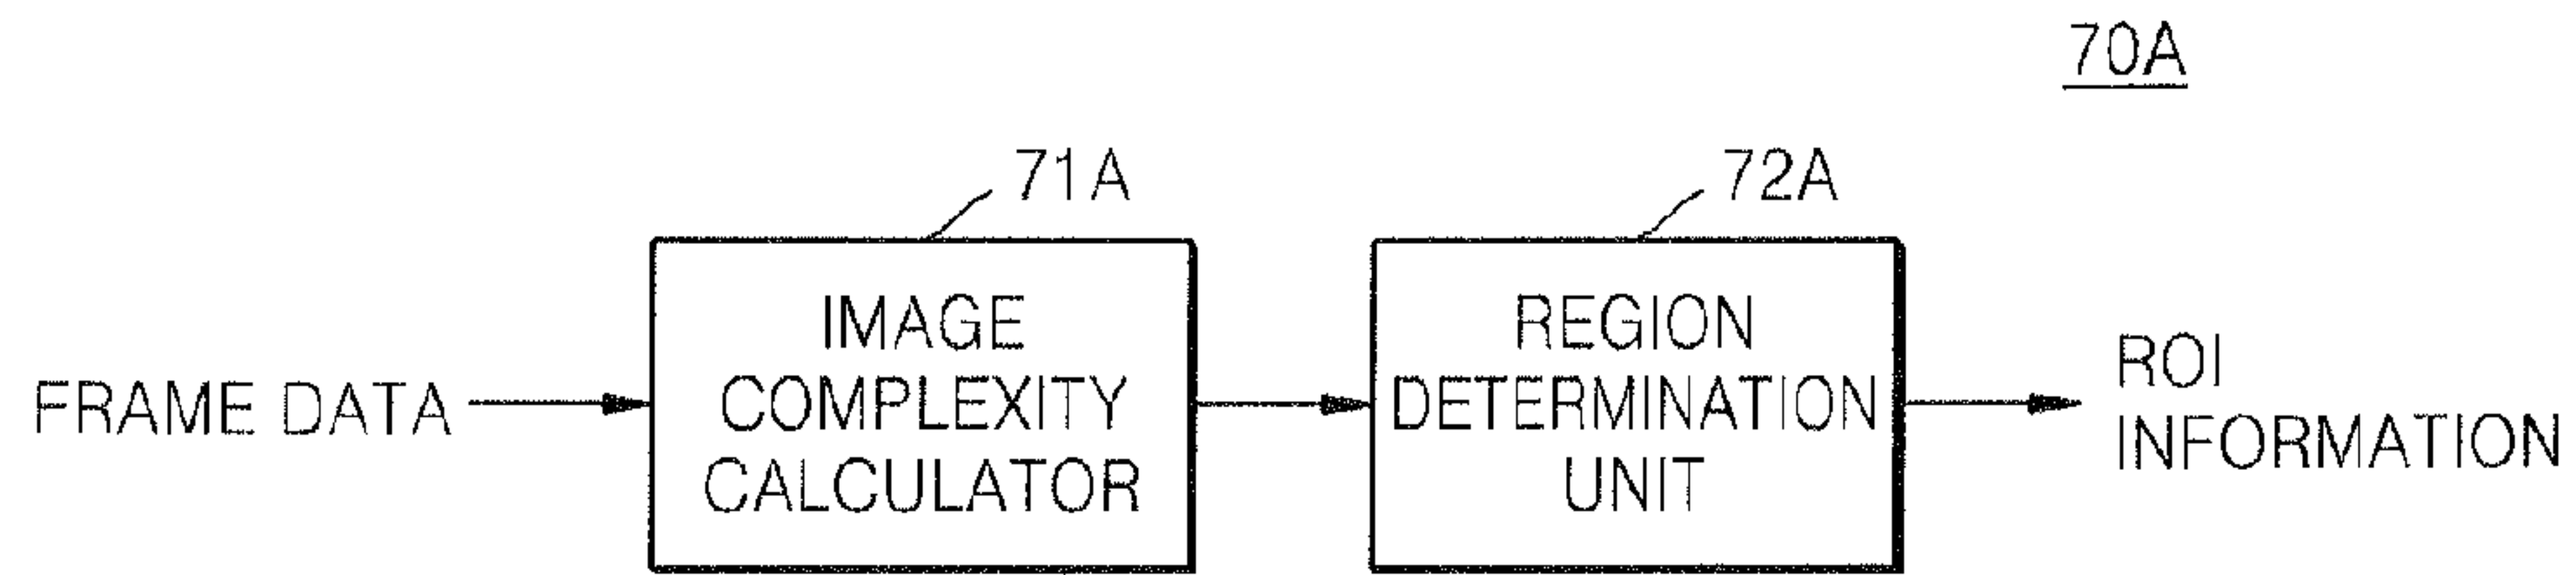 70A
71A
72A
FRAME DATA
IMAGE
COMPLEXITY
CALCULATOR
REGION
DETERMINATION
UNIT
ROI
INFORMATION